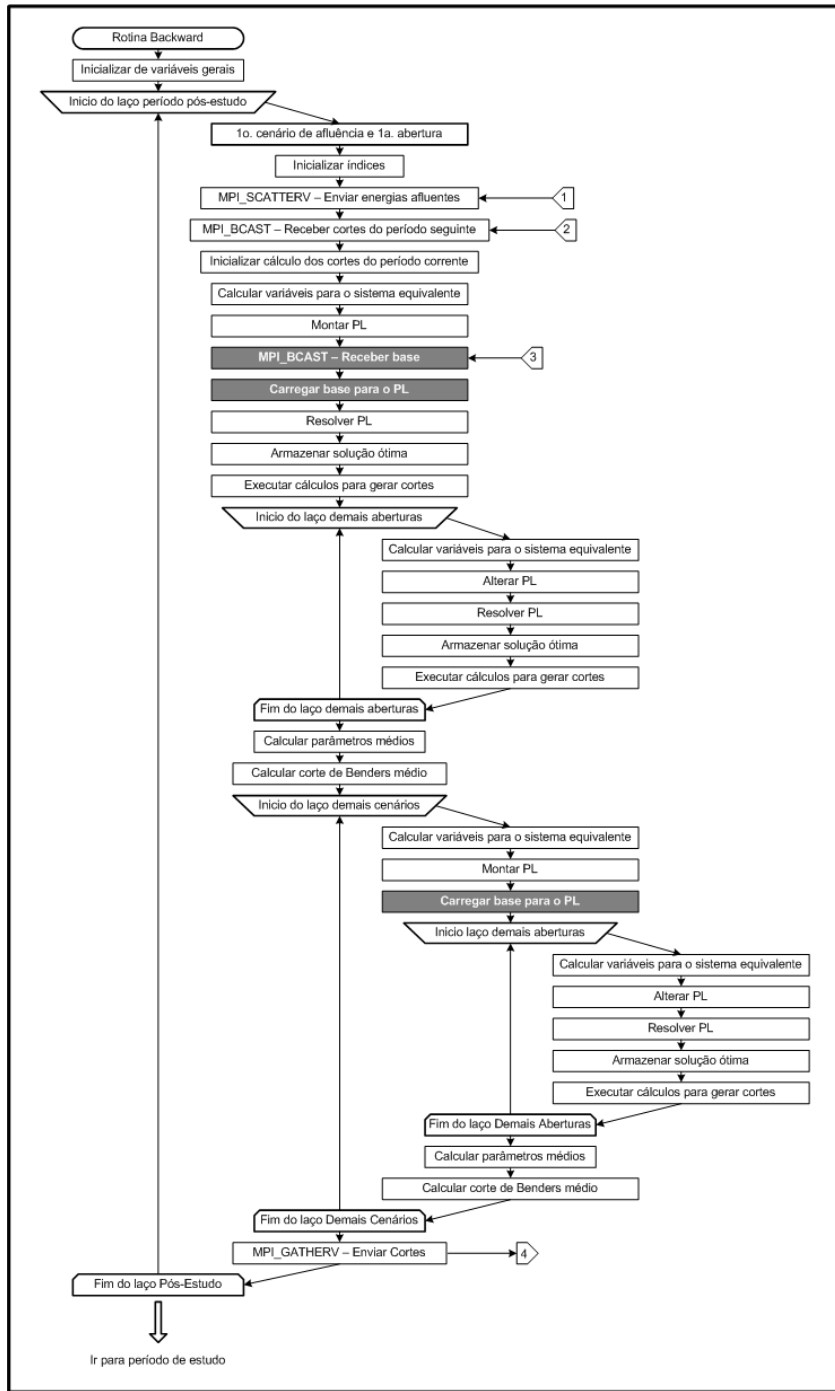 Rotina Backward
Inicializar de variáveis gerais
Inicio do laço período pós-estudo
1o. cenário de afluência e 1a. abertura
Inicializar índices
MPI_SCATTERV – Enviar energias afluentes
1
MPI_BCAST – Receber cortes do período seguinte
2
Inicializar cálculo dos cortes do período corrente
Calcular variáveis para o sistema equivalente
Montar PL
MPI_BCAST – Receber base
3
Carregar base para o PL
Resolver PL
Armazenar solução ótima
Executar cálculos para gerar cortes
Inicio do laço demais aberturas
Calcular variáveis para o sistema equivalente
Alterar PL
Resolver PL
Armazenar solução ótima
Executar cálculos para gerar cortes
Fim do laço demais aberturas
Calcular parâmetros médios
Calcular corte de Benders médio
Inicio do laço demais cenários
Calcular variáveis para o sistema equivalente
Montar PL
Carregar base para o PL
Inicio laço demais aberturas
Calcular variáveis para o sistema equivalente
Alterar PL
Resolver PL
Armazenar solução ótima
Executar cálculos para gerar cortes
Fim do laço Demais Aberturas
Calcular parâmetros médios
Calcular corte de Benders médio
Fim do laço Demais Cenários
MPI_GATHERV – Enviar Cortes
4
Fim do laço Pós-Estudo
Ir para período de estudo